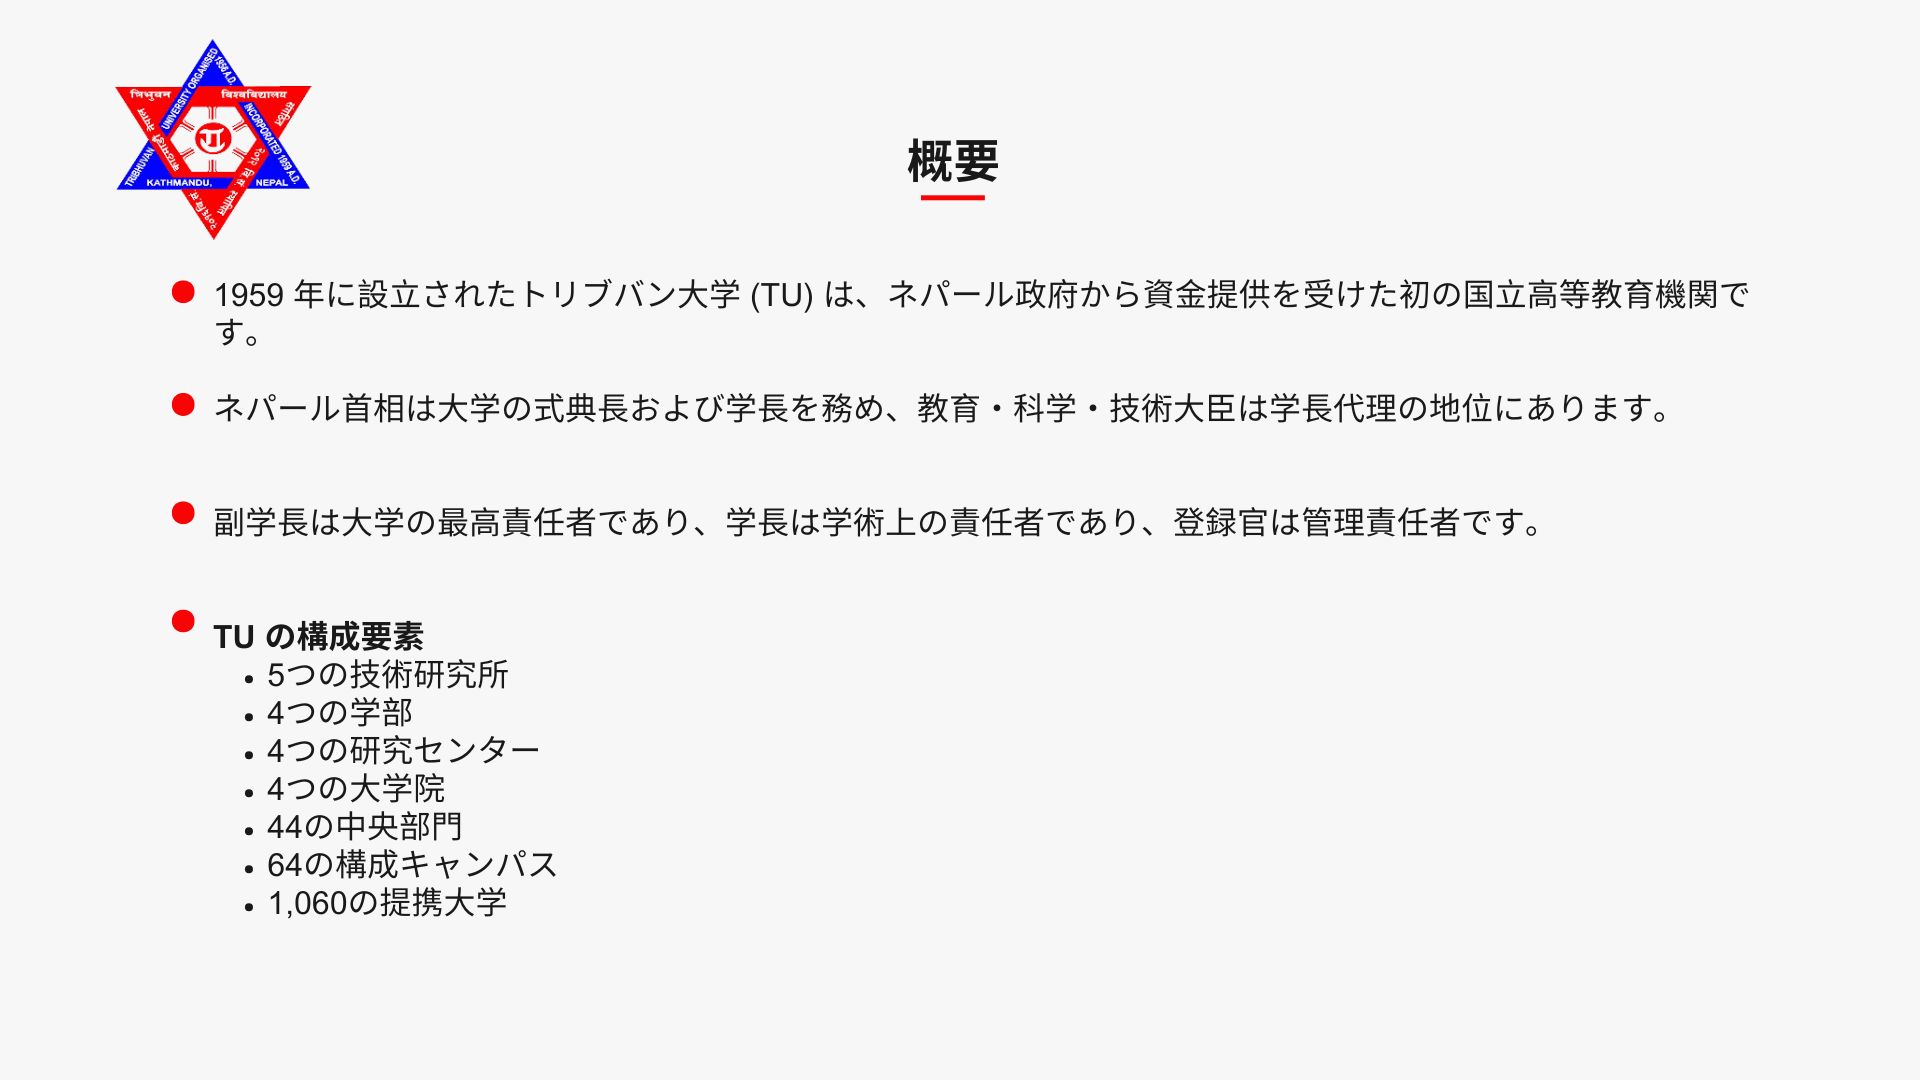 UNIVERSITY ORGANISED
1956 A.D.
त्रिभुवन
विश्वविद्यालय
INCORPORATED 1959 A.D.
TRIBHUVAN
KATHMANDU,
NEPAL
概要
1959 年に設立されたトリブバン大学 (TU) は、ネパール政府から資金提供を受けた初の国立高等教育機関で
す。
ネパール首相は大学の式典長および学長を務め、教育・科学・技術大臣は学長代理の地位にあります。
副学長は大学の最高責任者であり、学長は学術上の責任者であり、登録官は管理責任者です。
TU の構成要素
• 5つの技術研究所
• 4つの学部
• 4つの研究センター
• 4つの大学院
• 44の中央部門
• 64の構成キャンパス
• 1,060の提携大学